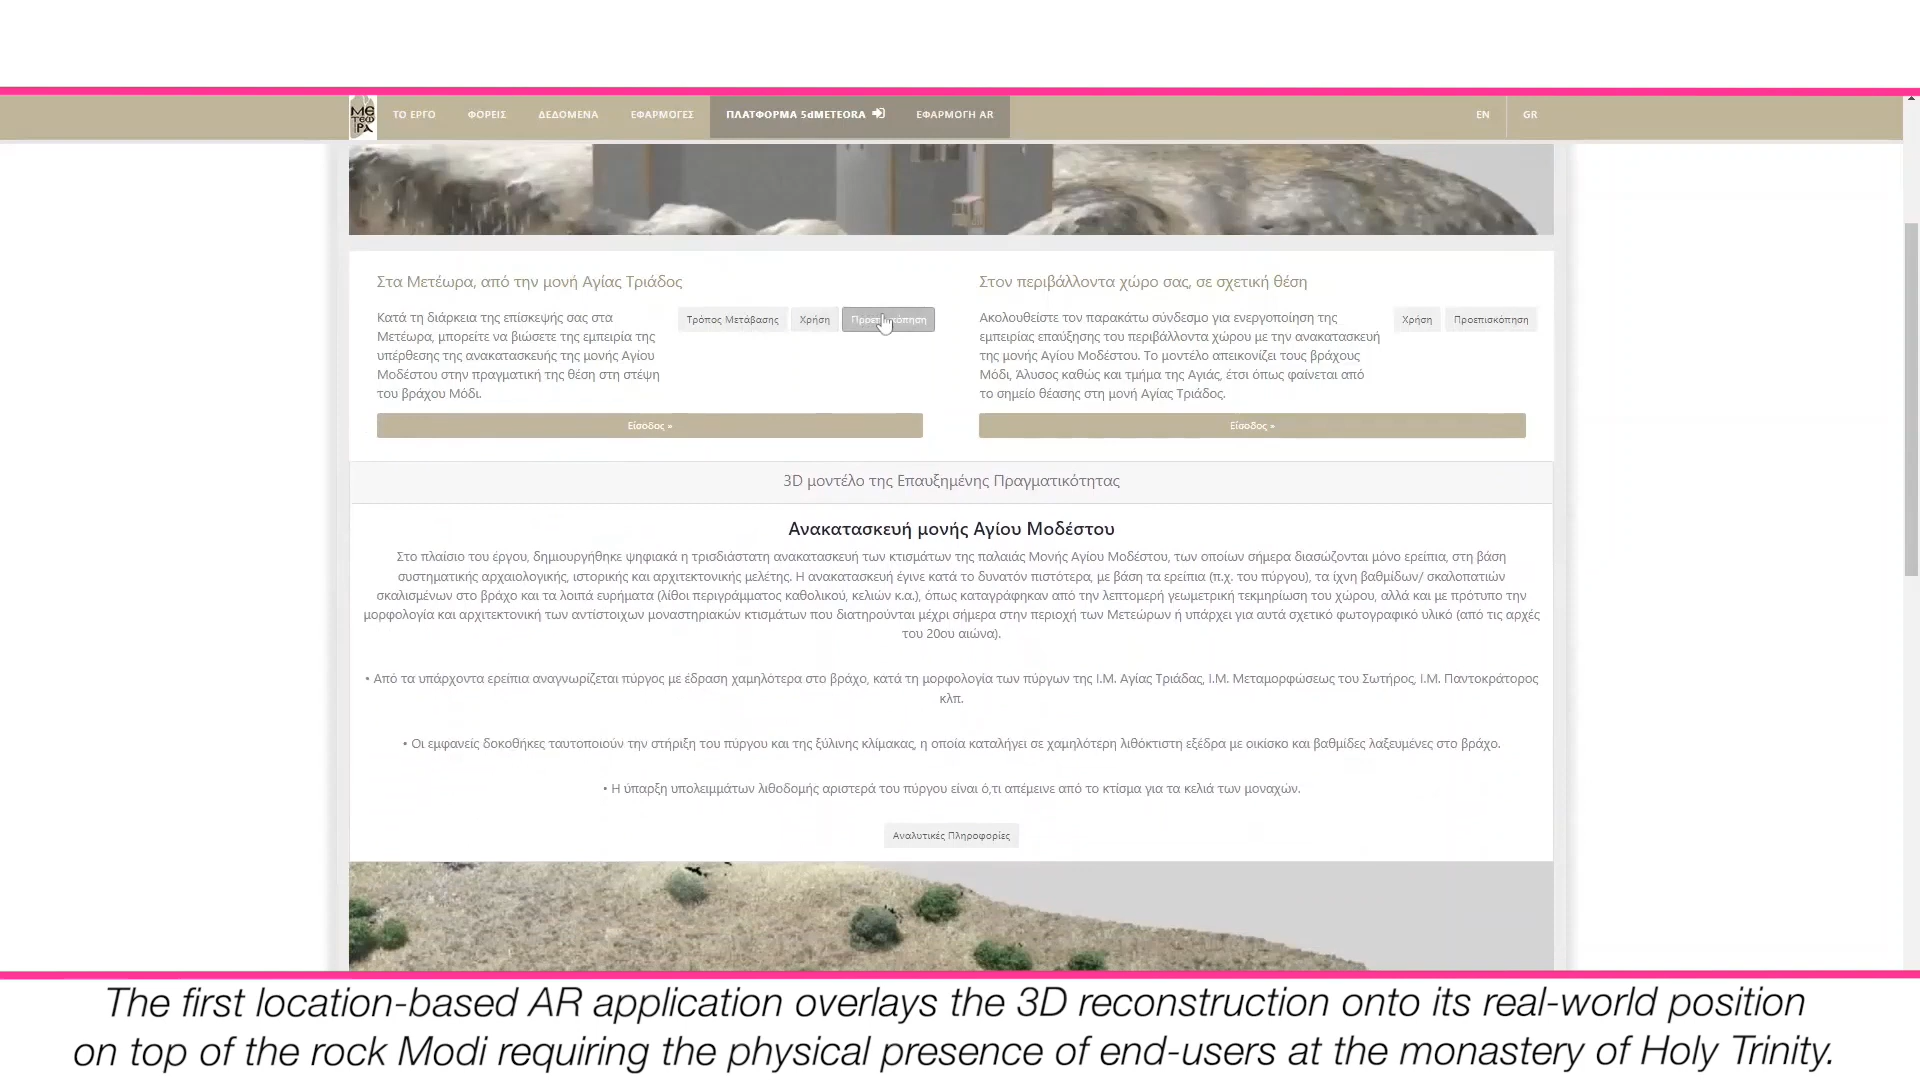 ΜΕ
ΤΕΩ
ΡΑ
ΤΟ ΕΡΓΟ ΦΟΡΕΙΣ ΔΕΔΟΜΕΝΑ ΕΦΑΡΜΟΓΕΣ ΠΛΑΤΦΟΡΜΑ 5dMETEORA ΕΦΑΡΜΟΓΗ AR EN GR
Στα Μετέωρα, από την μονή Αγίας Τριάδος
Κατά τη διάρκεια της επίσκεψής σας στα
Μετέωρα, μπορείτε να βιώσετε της εμπειρία της
υπέρθεσης της ανακατασκευής της μονής Αγίου
Μοδέστου στην πραγματική της θέση στη στέψη
του βράχου Μόδι.
Τρόπος Μετάβασης Χρήση Προεπισκόπηση
Είσοδος »
Στον περιβάλλοντα χώρο σας, σε σχετική θέση
Ακολουθείστε τον παρακάτω σύνδεσμο για ενεργοποίηση της
εμπειρίας επαύξησης του περιβάλλοντα χώρου με την ανακατασκευή
της μονής Αγίου Μοδέστου. Το μοντέλο απεικονίζει τους βράχους
Μόδι, Άλυσος καθώς και τμήμα της Αγιάς, έτσι όπως φαίνεται από
το σημείο θέασης στη μονή Αγίας Τριάδος.
Χρήση Προεπισκόπηση
Είσοδος »
3D μοντέλο της Επαυξημένης Πραγματικότητας
Ανακατασκευή μονής Αγίου Μοδέστου
Στο πλαίσιο του έργου, δημιουργήθηκε ψηφιακά η τρισδιάστατη ανακατασκευή των κτισμάτων της παλαιάς Μονής Αγίου Μοδέστου, των οποίων σήμερα διασώζονται μόνο ερείπια, στη βάση
συστηματικής αρχαιολογικής, ιστορικής και αρχιτεκτονικής μελέτης. Η ανακατασκευή έγινε κατά το δυνατόν πιστότερα, με βάση τα ερείπια (π.χ. του πύργου), τα ίχνη βαθμίδων/ σκαλοπατιών
σκαλισμένων στο βράχο και τα λοιπά ευρήματα (λίθοι περιγράμματος καθολικού, κελιών κ.α.), όπως καταγράφηκαν από την λεπτομερή γεωμετρική τεκμηρίωση του χώρου, αλλά και με πρότυπο την
μορφολογία και αρχιτεκτονική των αντίστοιχων μοναστηριακών κτισμάτων που διατηρούνται μέχρι σήμερα στην περιοχή των Μετεώρων ή υπάρχει για αυτά σχετικό φωτογραφικό υλικό (από τις αρχές
του 20ου αιώνα).
• Από τα υπάρχοντα ερείπια αναγνωρίζεται πύργος με έδραση χαμηλότερα στο βράχο, κατά τη μορφολογία των πύργων της Ι.Μ. Αγίας Τριάδας, Ι.Μ. Μεταμορφώσεως του Σωτήρος, Ι.Μ. Παντοκράτορος
κλπ.
• Οι εμφανείς δοκοθήκες ταυτοποιούν την στήριξη του πύργου και της ξύλινης κλίμακας, η οποία καταλήγει σε χαμηλότερη λιθόκτιστη εξέδρα με οικίσκο και βαθμίδες λαξευμένες στο βράχο.
• Η ύπαρξη υπολειμμάτων λιθοδομής αριστερά του πύργου είναι ό,τι απέμεινε από το κτίσμα για τα κελιά των μοναχών.
Αναλυτικές Πληροφορίες
The first location-based AR application overlays the 3D reconstruction onto its real-world position
on top of the rock Modi requiring the physical presence of end-users at the monastery of Holy Trinity.